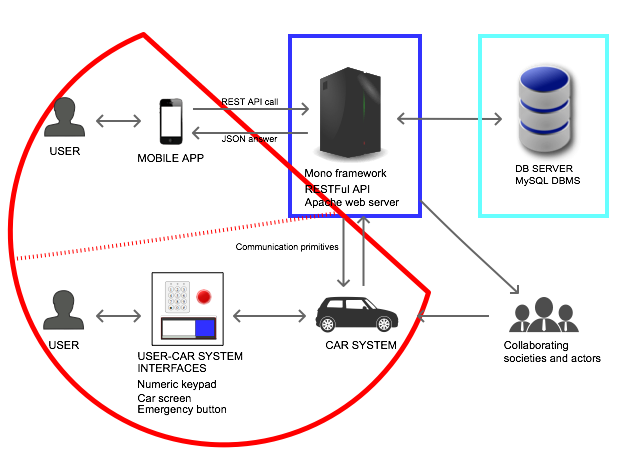 REST API call
USER
MOBILE APP
JSON answer
Mono framework
RESTFul API
Apache web server
DB SERVER
MySQL DBMS
Communication primitives
USER
USER-CAR SYSTEM
INTERFACES
Numeric keypad
Car screen
Emergency button
CAR SYSTEM
Collaborating
societies and actors